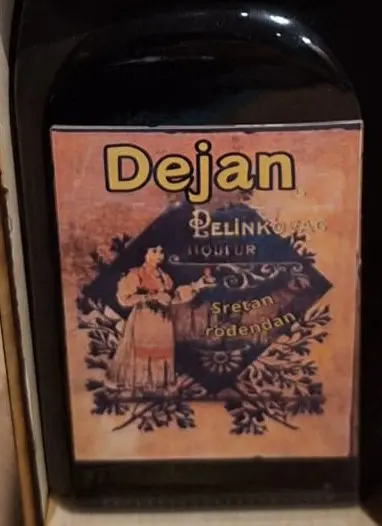 Dejan
PELINKOVAC
LIQUEUR
Sretan
rođendan